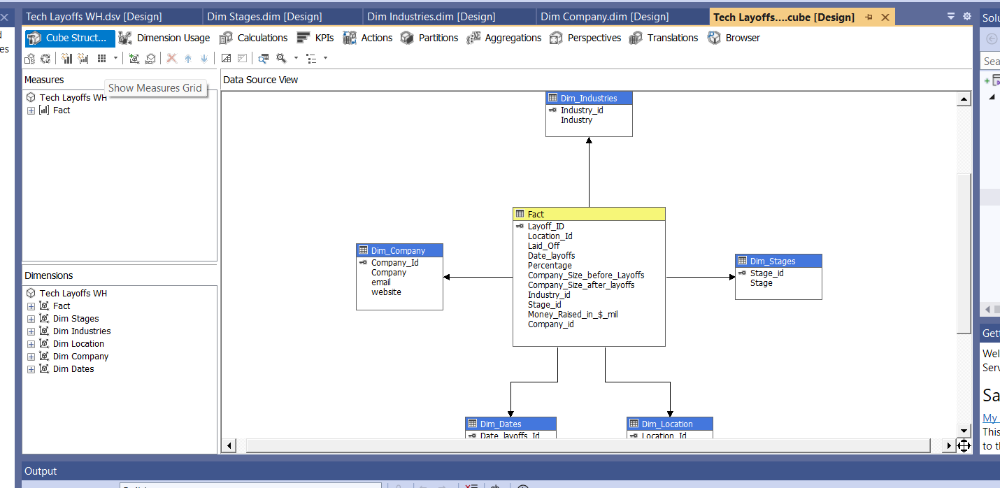 Tech Layoffs WH.dsv [Design]
Dim Stages.dim [Design]
Dim Industries.dim [Design]
Dim Company.dim [Design]
Tech Layoffs....cube [Design]
Cube Struct...
Dimension Usage
Calculations
KPIs
Actions
Partitions
Aggregations
Perspectives
Translations
Browser
Show Measures Grid
Measures
Tech Layoffs WH
Fact
Dimensions
Tech Layoffs WH
Fact
Dim Stages
Dim Industries
Dim Location
Dim Company
Dim Dates
Data Source View
Dim_Industries
Industry_id
Industry
Fact
Layoff_ID
Location_Id
Laid_Off
Date_layoffs
Percentage
Company_Size_before_Layoffs
Company_Size_after_layoffs
Industry_id
Stage_id
Money_Raised_in_$_mil
Company_id
Dim_Company
Company_Id
Company
email
website
Dim_Stages
Stage_id
Stage
Dim_Dates
Date_layoffs_Id
Dim_Location
Location_Id
Output
es
Solu
Sea
Gett
Wel
Serv
Sa
My
This
to th